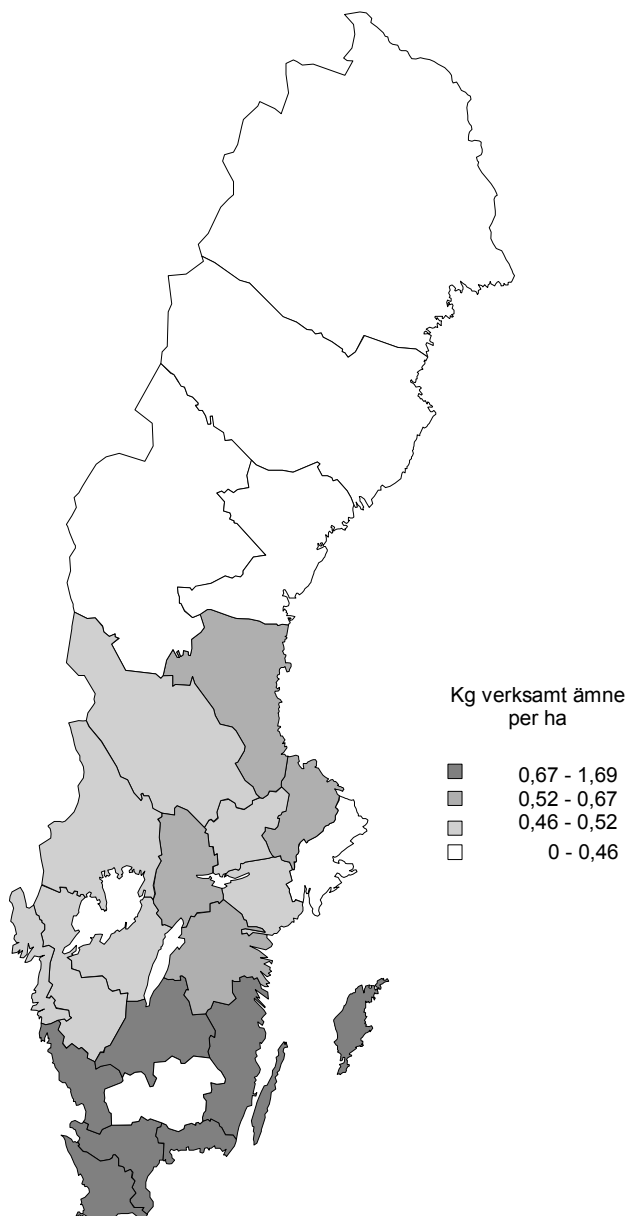 Kg verksamt ämne
per ha
0,67 - 1,69
0,52 - 0,67
0,46 - 0,52
0 - 0,46